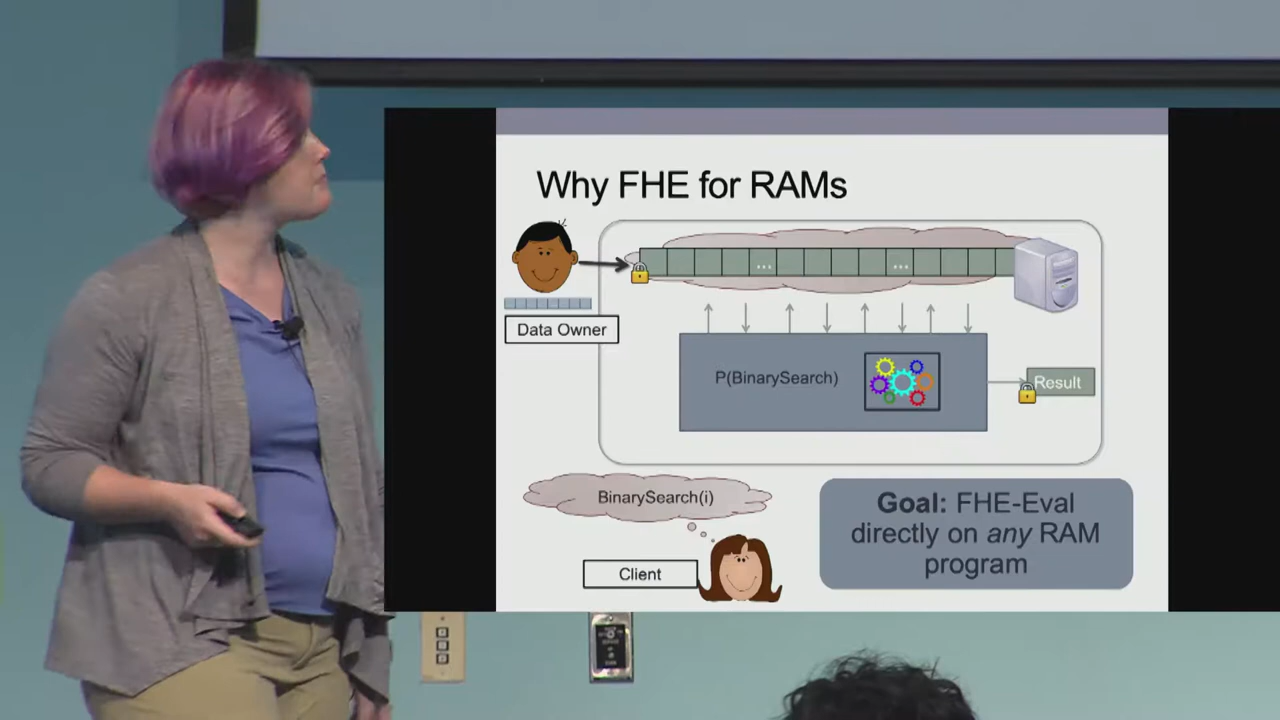 Why FHE for RAMs
...
...
Data Owner
P(BinarySearch)
Result
BinarySearch(i)
Client
Goal: FHE-Eval
directly on any RAM
program